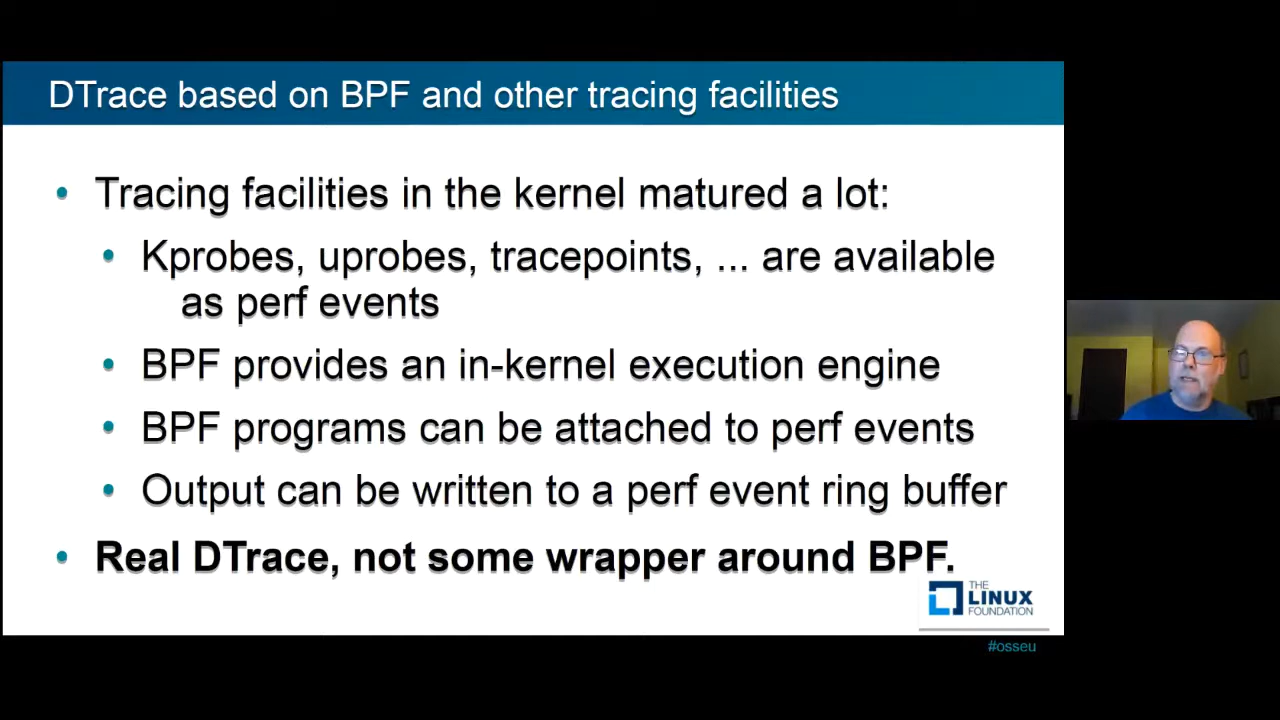 DTrace based on BPF and other tracing facilities
• Tracing facilities in the kernel matured a lot:
• Kprobes, uprobes, tracepoints, ... are available
as perf events
• BPF provides an in-kernel execution engine
• BPF programs can be attached to perf events
• Output can be written to a perf event ring buffer
• Real DTrace, not some wrapper around BPF.
THE
LINUX
FOUNDATION
#osseu